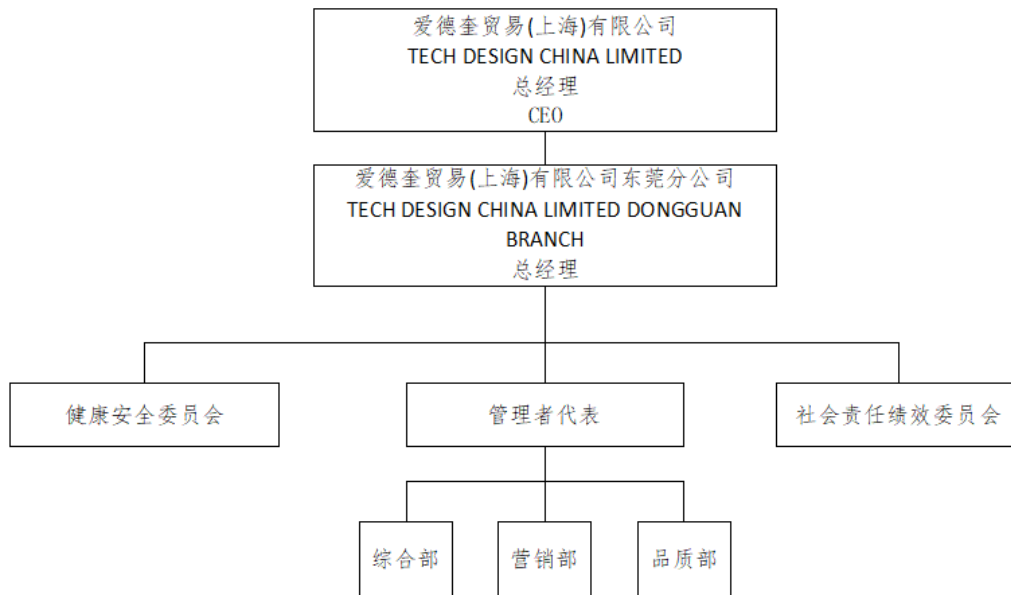 爱德奎贸易(上海)有限公司
TECH DESIGN CHINA LIMITED
总经理
CEO
爱德奎贸易(上海)有限公司东莞分公司
TECH DESIGN CHINA LIMITED DONGGUAN
BRANCH
总经理
健康安全委员会
管理者代表
社会责任绩效委员会
综合部
营销部
品质部